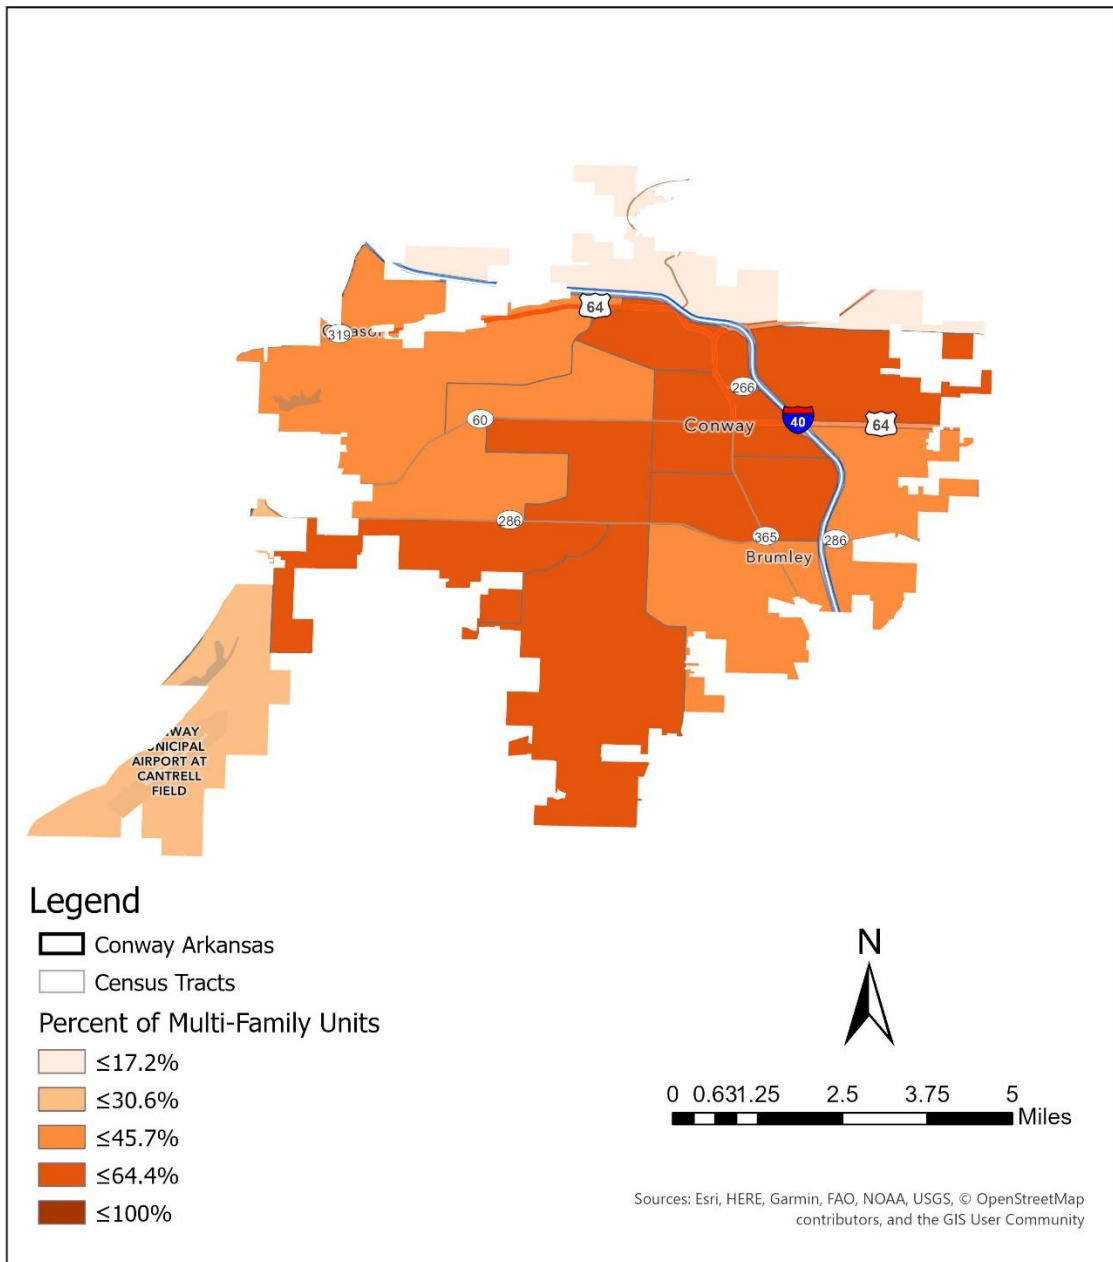 64
319
266
60
Conway
40
64
286
365
286
Brumley
AIRPORT AT
CANTRELL
FIELD
Legend
Conway Arkansas
Census Tracts
Percent of Multi-Family Units
≤17.2%
≤30.6%
≤45.7%
≤64.4%
≤100%
N
0 0.631.25 2.5 3.75 5
Miles
Sources: Esri, HERE, Garmin, FAO, NOAA, USGS, © OpenStreetMap
contributors, and the GIS User Community